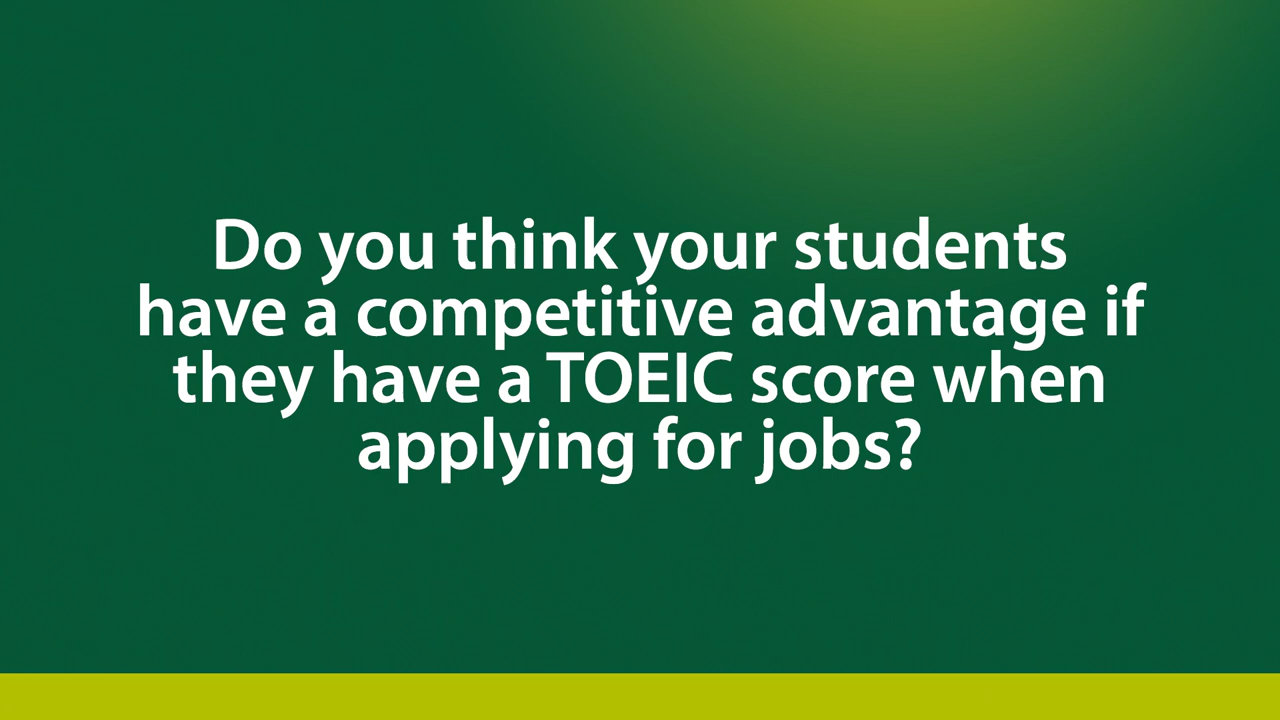 Do you think your students
have a competitive advantage if
they have a TOEIC score when
applying for jobs?